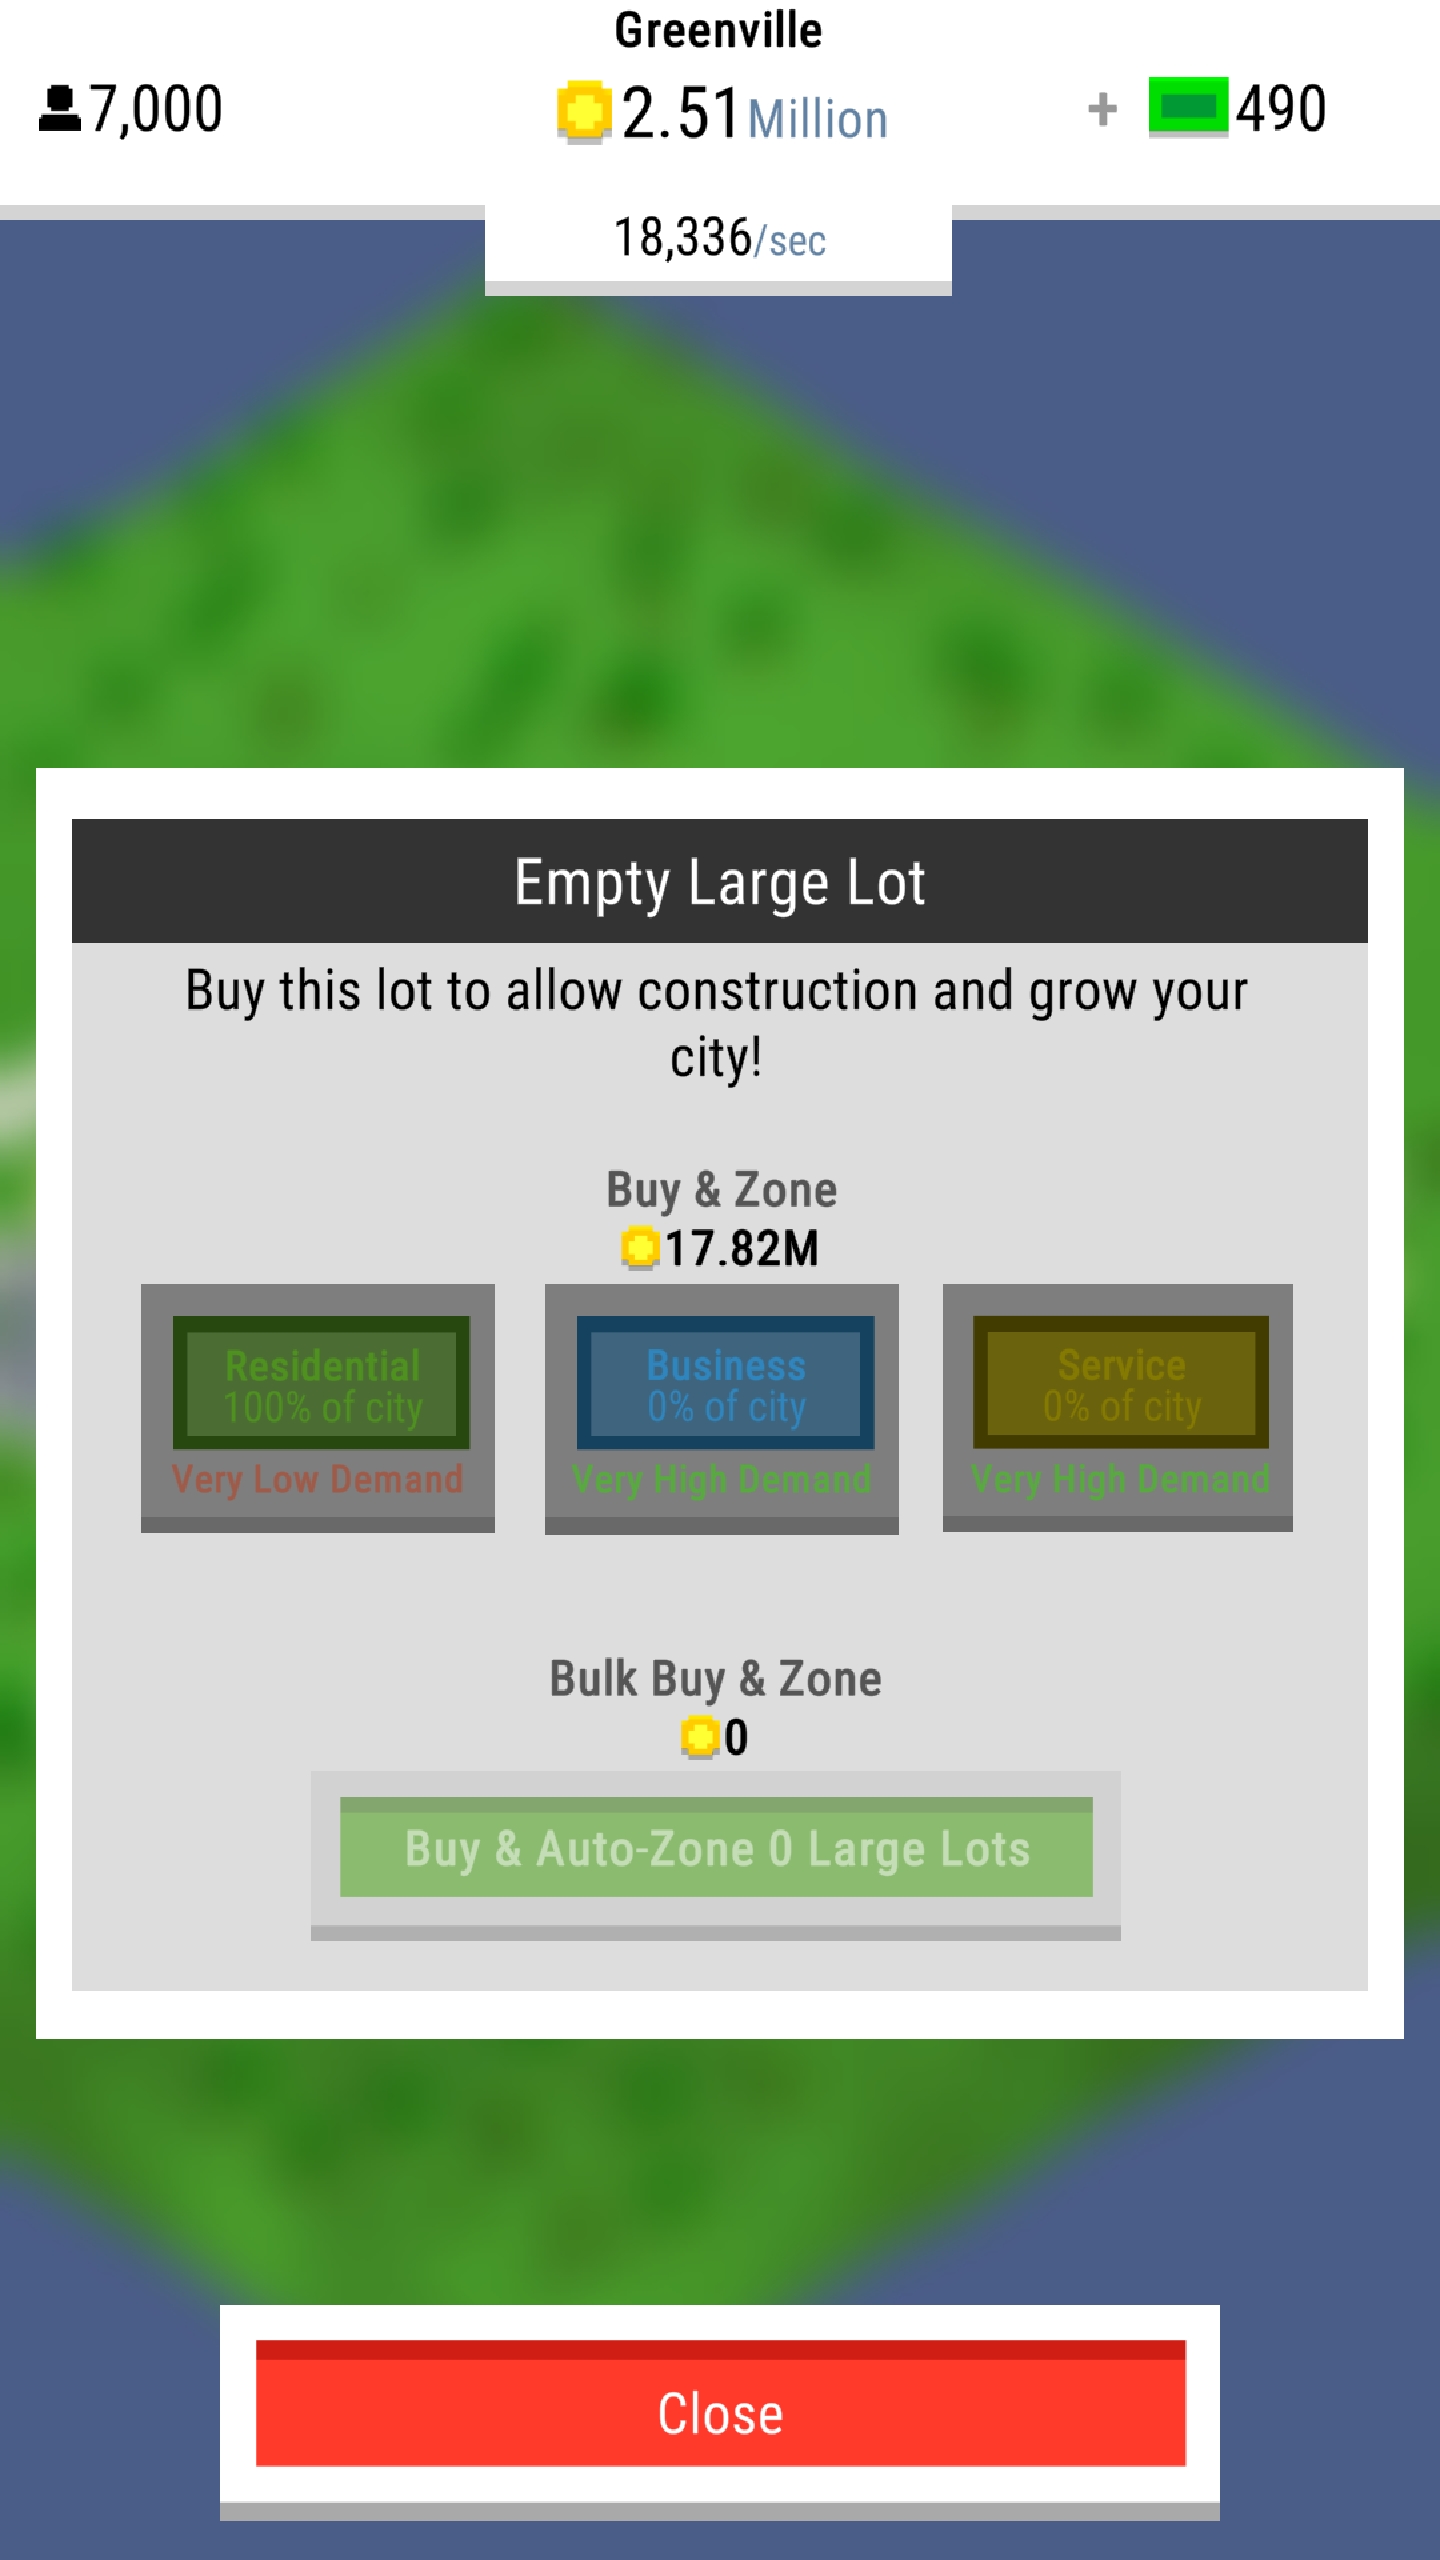 Greenville
7,000
2.51 Million
+ 490
18,336/sec
Empty Large Lot
Buy this lot to allow construction and grow your
city!
Buy & Zone
17.82M
Residential
100% of city
Very Low Demand
Business
0% of city
Very High Demand
Service
0% of city
Very High Demand
Bulk Buy & Zone
0
Buy & Auto-Zone 0 Large Lots
Close